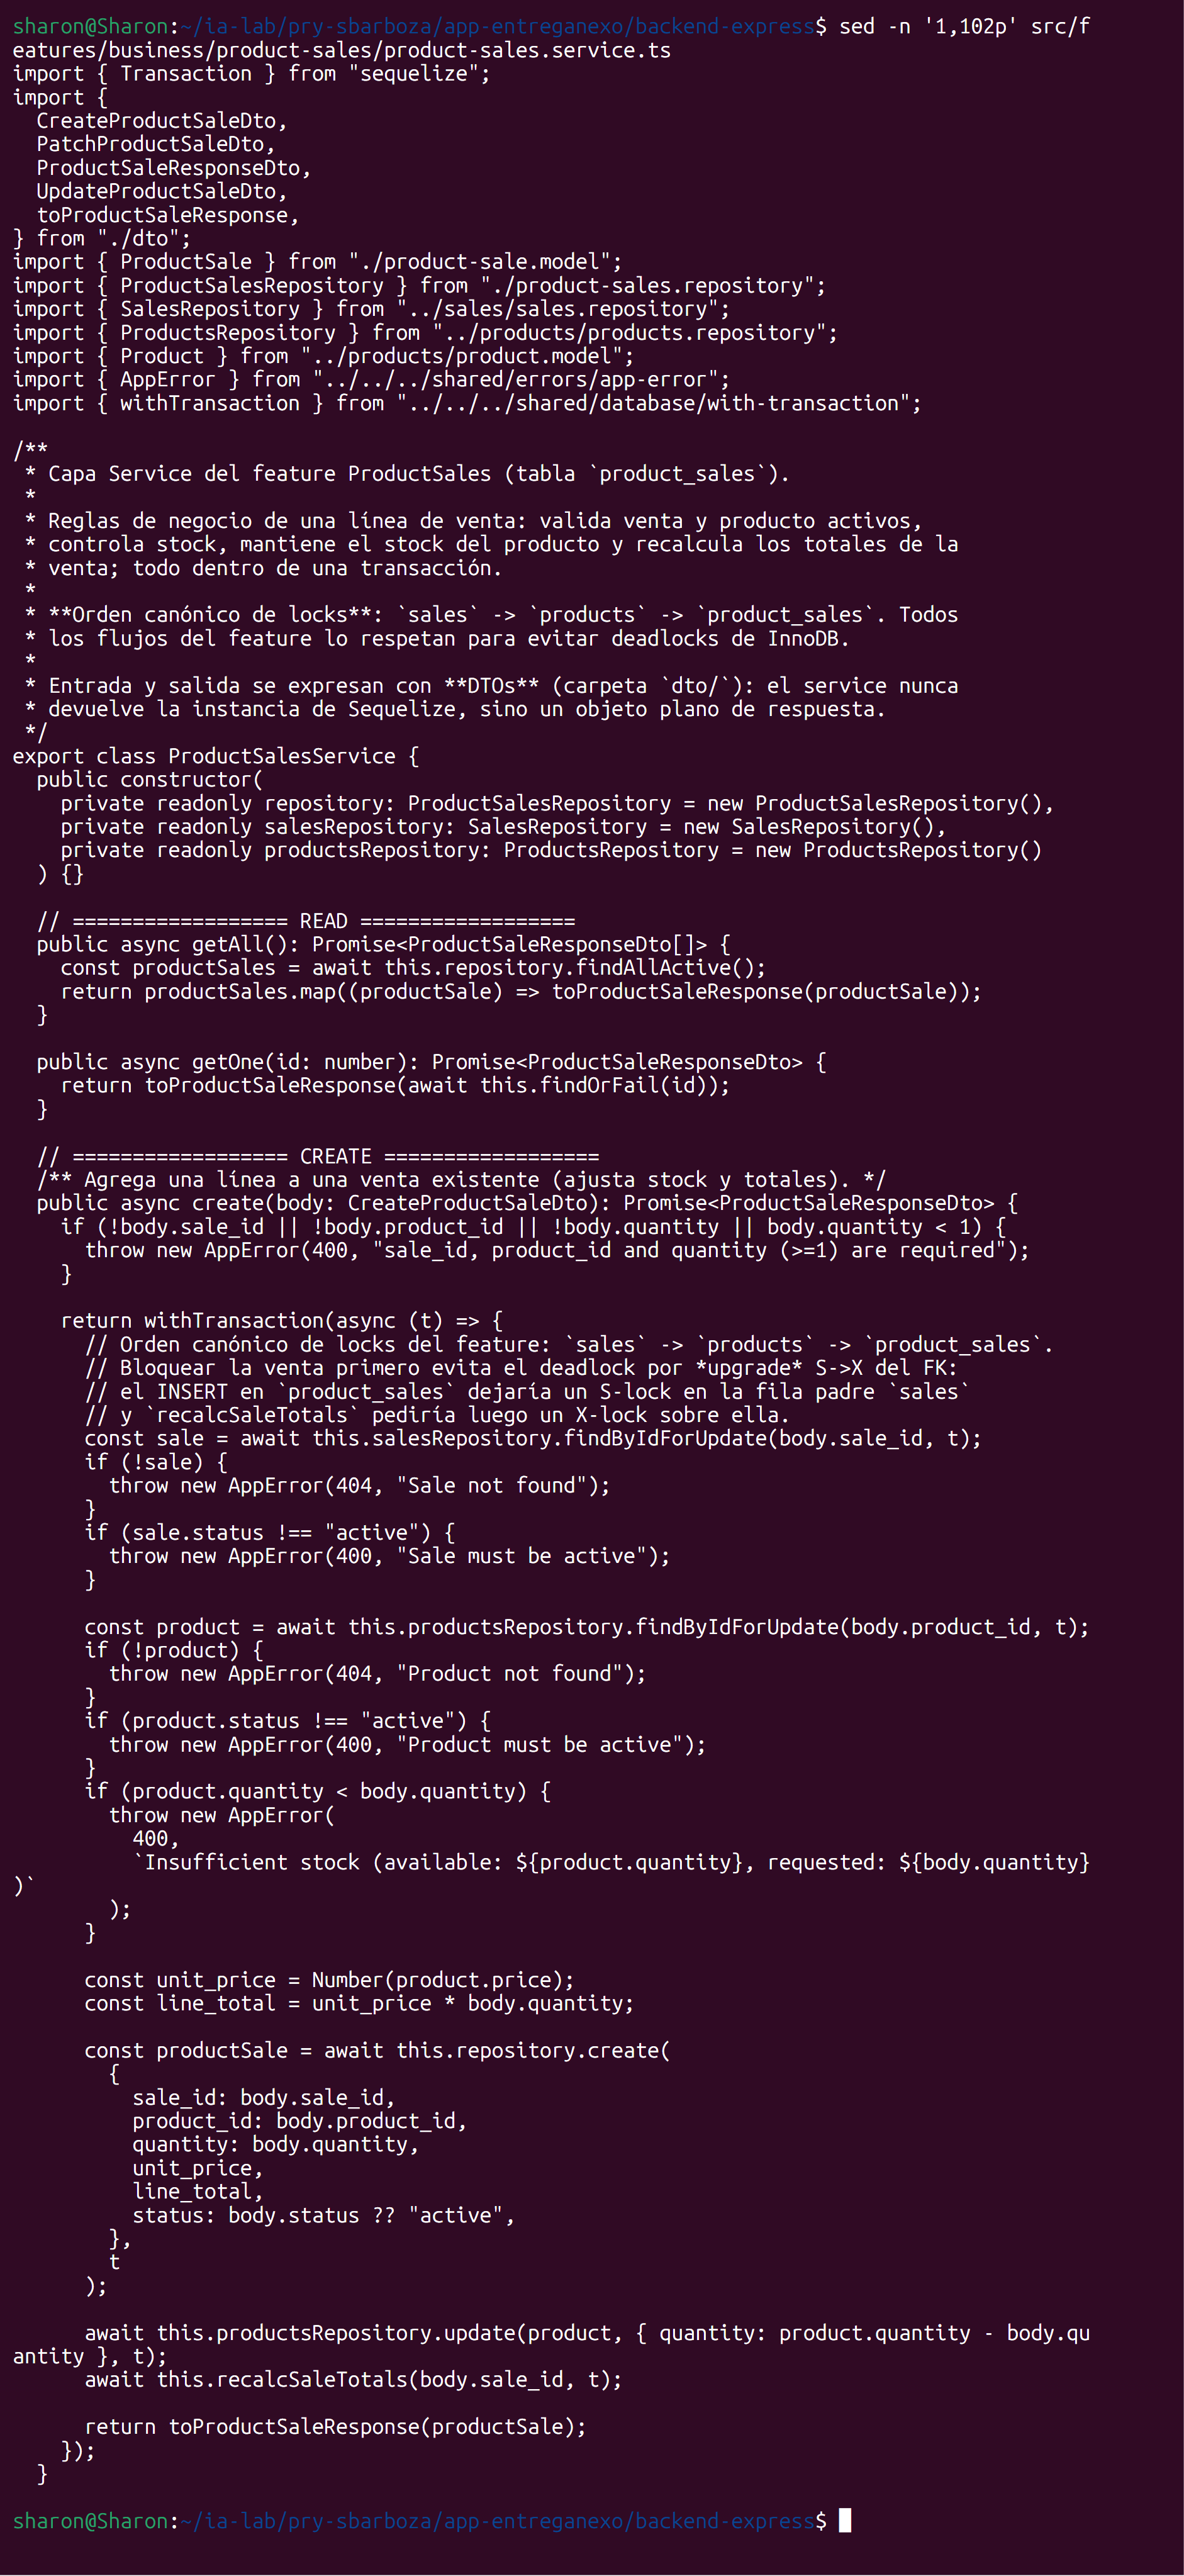 sharon@Sharon:~/ia-lab/pry-sbarboza/app-entreganexo/backend-express$ sed -n '1,102p' src/f
eatures/business/product-sales/product-sales.service.ts
import { Transaction } from "sequelize";
import {
  CreateProductSaleDto,
  PatchProductSaleDto,
  ProductSaleResponseDto,
  UpdateProductSaleDto,
  toProductSaleResponse,
} from "./dto";
import { ProductSale } from "./product-sale.model";
import { ProductSalesRepository } from "./product-sales.repository";
import { SalesRepository } from "../sales/sales.repository";
import { ProductsRepository } from "../products/products.repository";
import { Product } from "../products/product.model";
import { AppError } from "../../../shared/errors/app-error";
import { withTransaction } from "../../../shared/database/with-transaction";

/**
 * Capa Service del feature ProductSales (tabla `product_sales`).
 *
 * Reglas de negocio de una línea de venta: valida venta y producto activos,
 * controla stock, mantiene el stock del producto y recalcula los totales de la
 * venta; todo dentro de una transacción.
 *
 * **Orden canónico de locks**: `sales` -> `products` -> `product_sales`. Todos
 * los flujos del feature lo respetan para evitar deadlocks de InnoDB.
 *
 * Entrada y salida se expresan con **DTOs** (carpeta `dto/`): el service nunca
 * devuelve la instancia de Sequelize, sino un objeto plano de respuesta.
 */
export class ProductSalesService {
  public constructor(
    private readonly repository: ProductSalesRepository = new ProductSalesRepository(),
    private readonly salesRepository: SalesRepository = new SalesRepository(),
    private readonly productsRepository: ProductsRepository = new ProductsRepository()
  ) {}

  // ================== READ ==================
  public async getAll(): Promise<ProductSaleResponseDto[]> {
    const productSales = await this.repository.findAllActive();
    return productSales.map((productSale) => toProductSaleResponse(productSale));
  }

  public async getOne(id: number): Promise<ProductSaleResponseDto> {
    return toProductSaleResponse(await this.findOrFail(id));
  }

  // ================== CREATE ==================
  /** Agrega una línea a una venta existente (ajusta stock y totales). */
  public async create(body: CreateProductSaleDto): Promise<ProductSaleResponseDto> {
    if (!body.sale_id || !body.product_id || !body.quantity || body.quantity < 1) {
      throw new AppError(400, "sale_id, product_id and quantity (>=1) are required");
    }

    return withTransaction(async (t) => {
      // Orden canónico de locks del feature: `sales` -> `products` -> `product_sales`.
      // Bloquear la venta primero evita el deadlock por *upgrade* S->X del FK:
      // el INSERT en `product_sales` dejaría un S-lock en la fila padre `sales`
      // y `recalcSaleTotals` pediría luego un X-lock sobre ella.
      const sale = await this.salesRepository.findByIdForUpdate(body.sale_id, t);
      if (!sale) {
        throw new AppError(404, "Sale not found");
      }
      if (sale.status !== "active") {
        throw new AppError(400, "Sale must be active");
      }

      const product = await this.productsRepository.findByIdForUpdate(body.product_id, t);
      if (!product) {
        throw new AppError(404, "Product not found");
      }
      if (product.status !== "active") {
        throw new AppError(400, "Product must be active");
      }
      if (product.quantity < body.quantity) {
        throw new AppError(
          400,
          `Insufficient stock (available: ${product.quantity}, requested: ${body.quantity}
)`
        );
      }

      const unit_price = Number(product.price);
      const line_total = unit_price * body.quantity;

      const productSale = await this.repository.create(
        {
          sale_id: body.sale_id,
          product_id: body.product_id,
          quantity: body.quantity,
          unit_price,
          line_total,
          status: body.status ?? "active",
        },
        t
      );

      await this.productsRepository.update(product, { quantity: product.quantity - body.qu
antity }, t);
      await this.recalcSaleTotals(body.sale_id, t);

      return toProductSaleResponse(productSale);
    });
  }

sharon@Sharon:~/ia-lab/pry-sbarboza/app-entreganexo/backend-express$